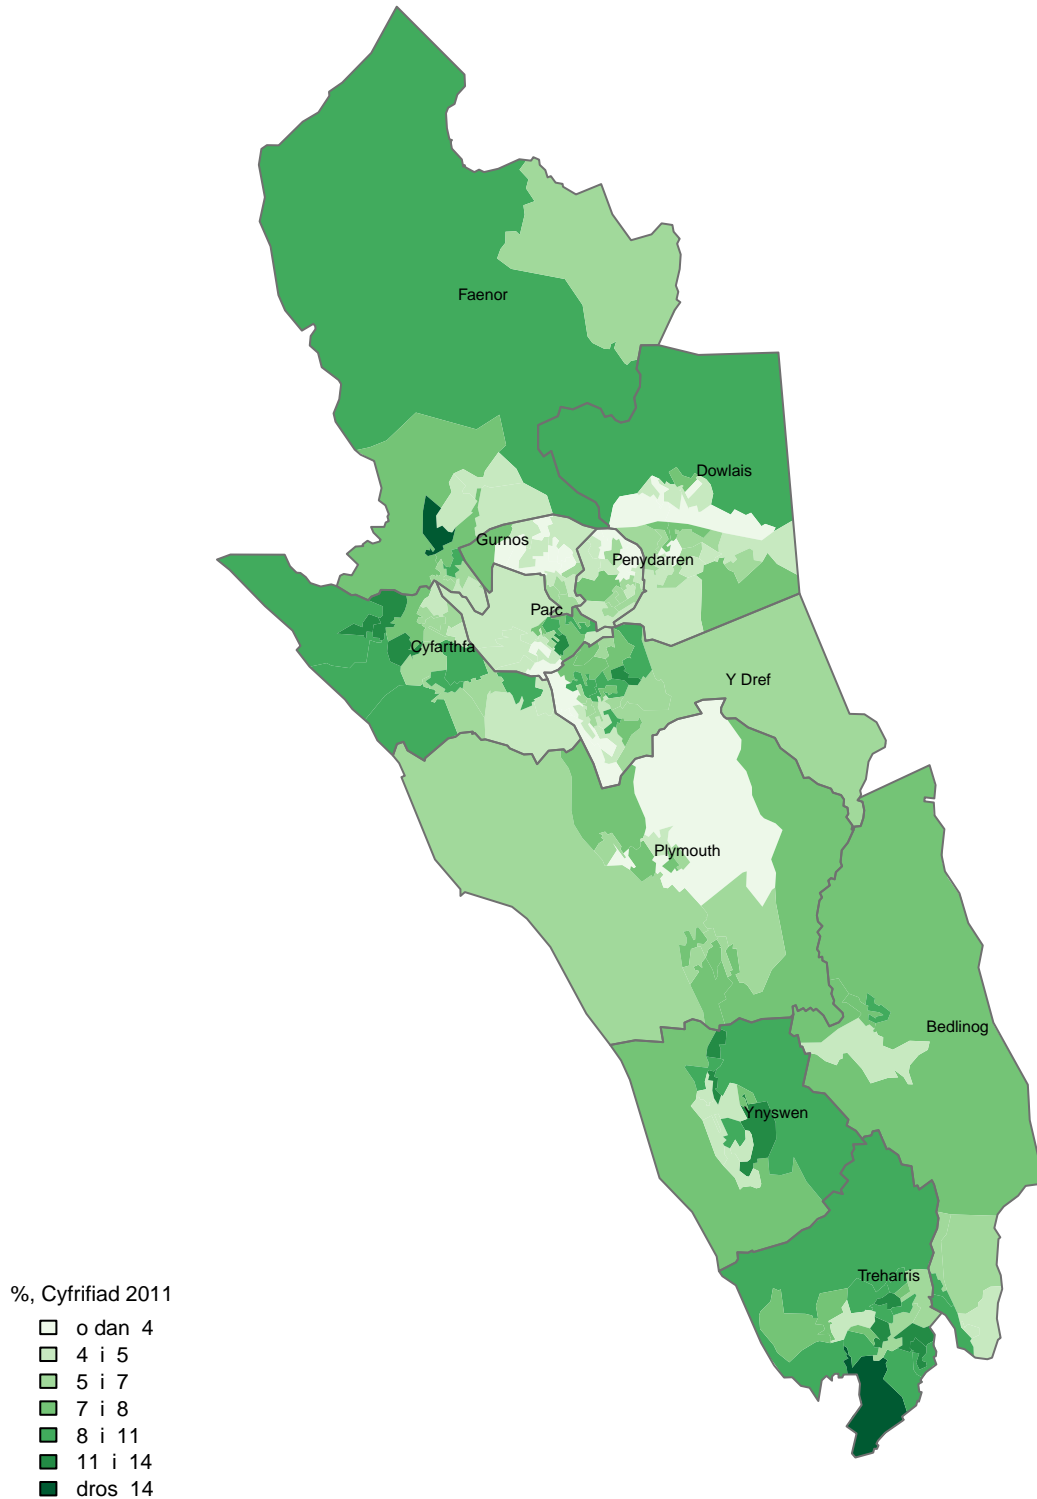 Faenor
Dowlais
Gurnos
Penydarren
Parc
Cyfarthfa
Y Dref
Plymouth
Bedlinog
Ynyswen
Treharris
%, Cyfrifiad 2011
o dan 4
4 i 5
5 i 7
7 i 8
8 i 11
11 i 14
dros 14